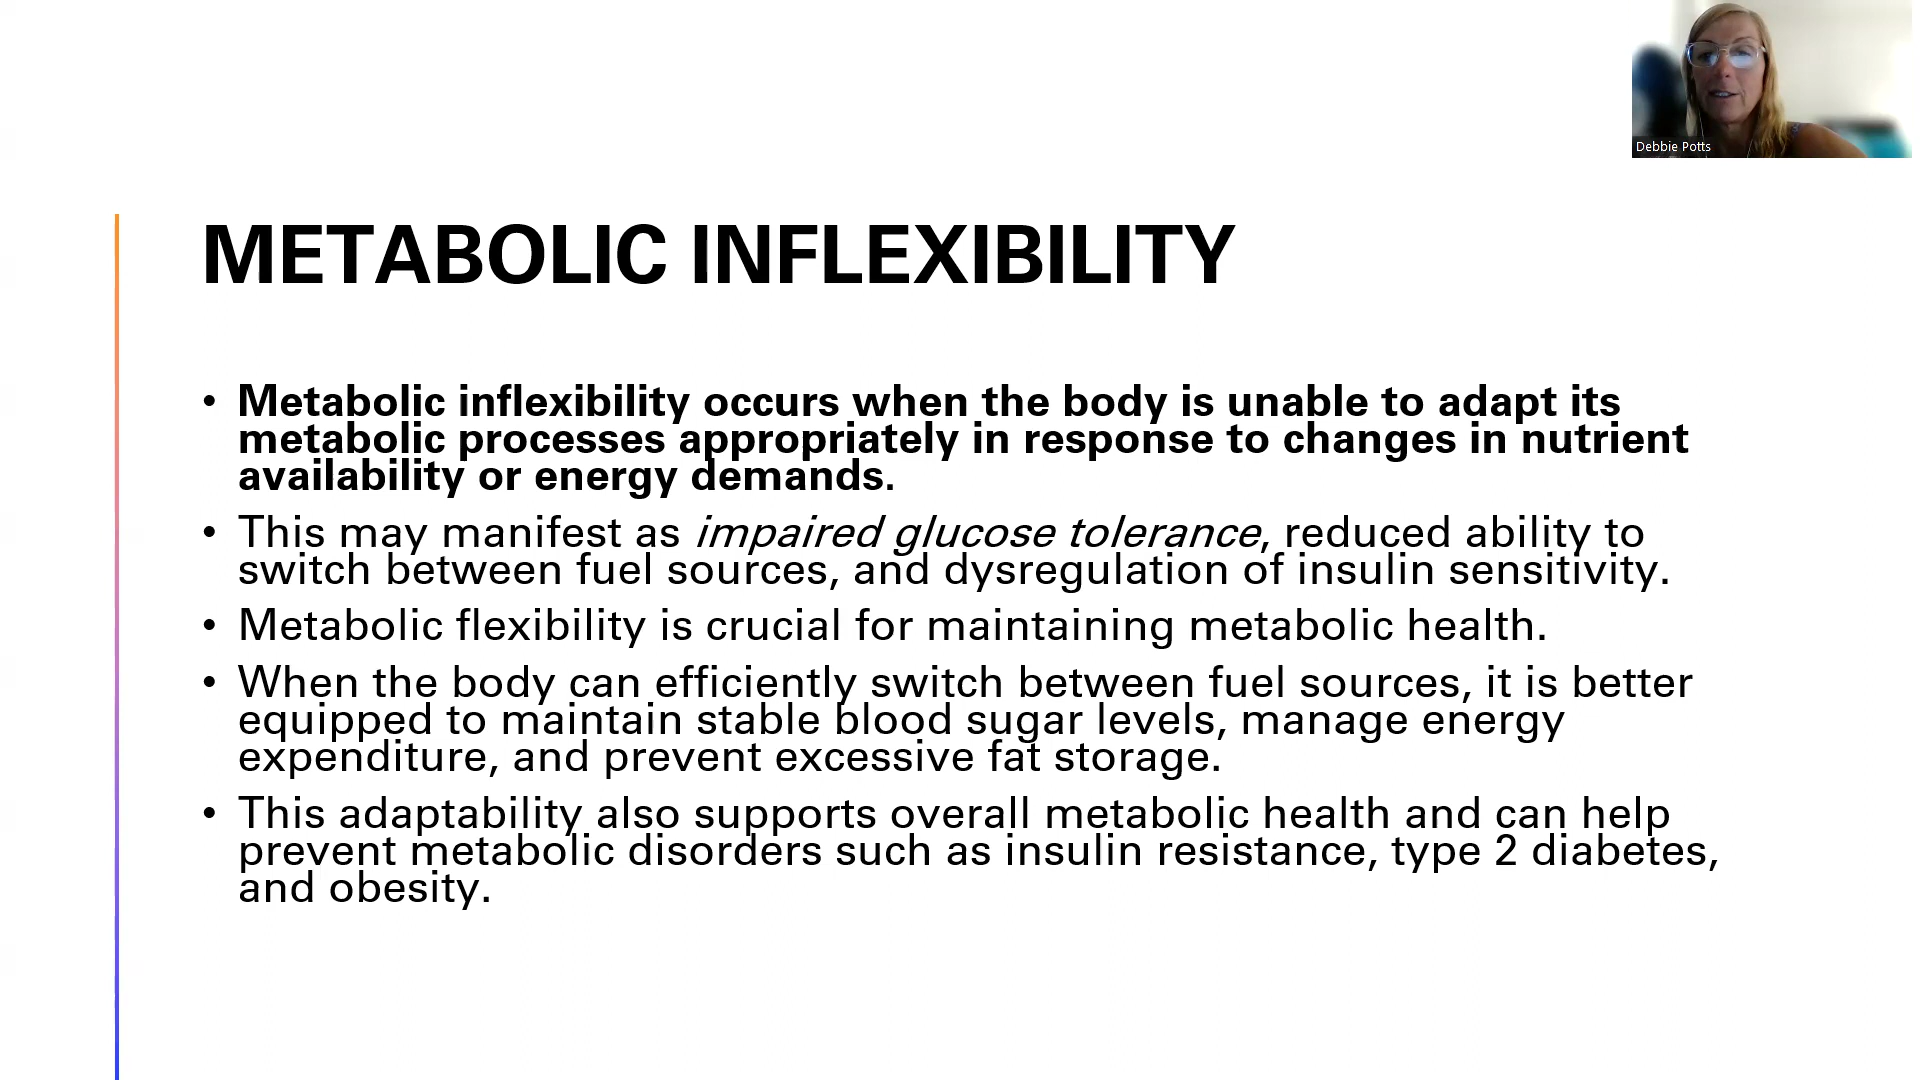 Debbie Potts
METABOLIC INFLEXIBILITY
• Metabolic inflexibility occurs when the body is unable to adapt its
metabolic processes appropriately in response to changes in nutrient
availability or energy demands.
• This may manifest as impaired glucose tolerance, reduced ability to
switch between fuel sources, and dysregulation of insulin sensitivity.
• Metabolic flexibility is crucial for maintaining metabolic health.
• When the body can efficiently switch between fuel sources, it is better
equipped to maintain stable blood sugar levels, manage energy
expenditure, and prevent excessive fat storage.
• This adaptability also supports overall metabolic health and can help
prevent metabolic disorders such as insulin resistance, type 2 diabetes,
and obesity.